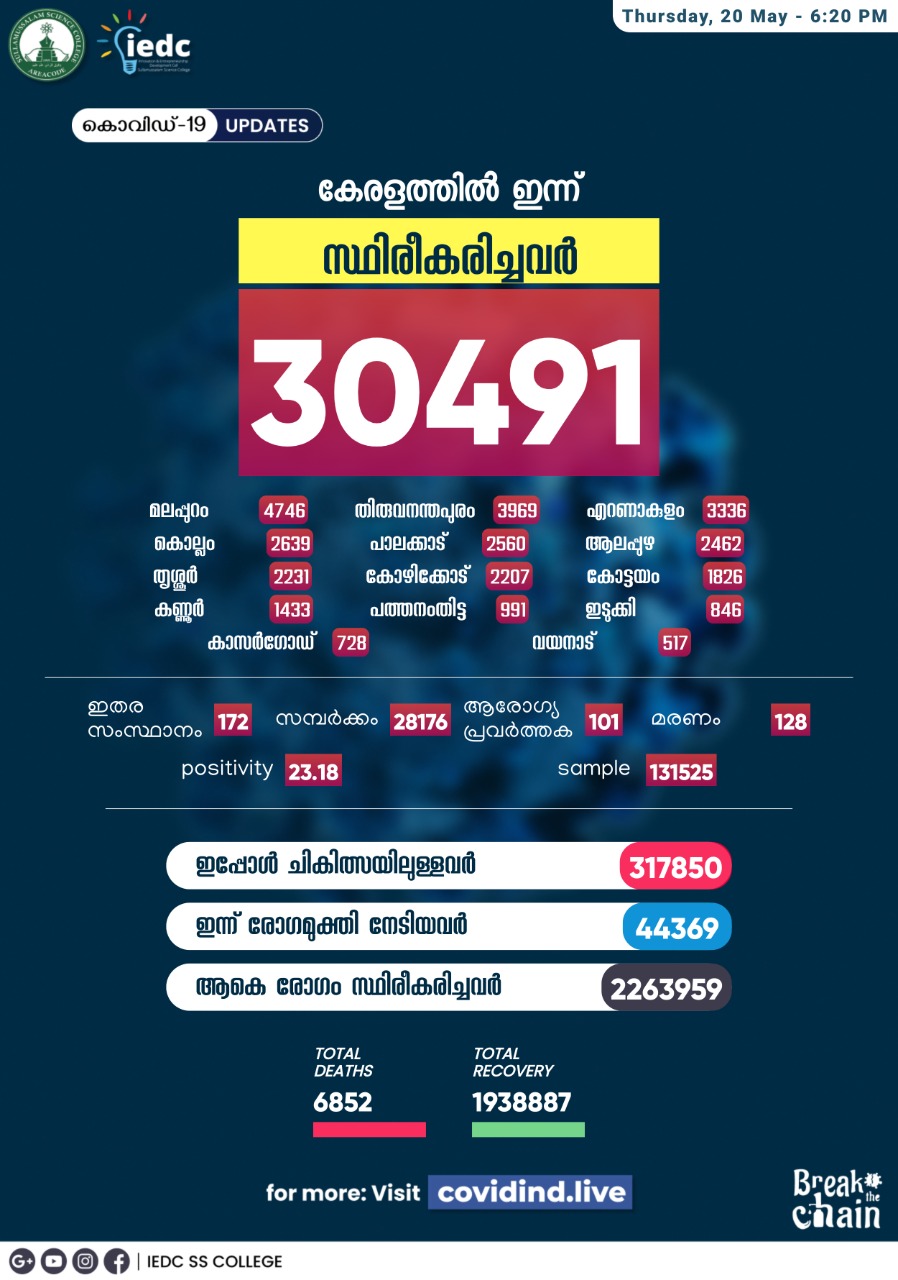 Thursday, 20 May - 6:20 PM
SULLAMUSSALAM SCIENCE COLLEGE
AREACODE
iedc
കൊവിഡ്-19 UPDATES
കേരളത്തിൽ ഇന്ന്
സ്ഥിരീകരിച്ചവർ
30491
മലപ്പുറം 4746 തിരുവനന്തപുരം 3969 എറണാകുളം 3336
കൊല്ലം 2639 പാലക്കാട് 2560 ആലപ്പുഴ 2462
തൃശ്ശൂർ 2231 കോഴിക്കോട് 2207 കോട്ടയം 1826
കണ്ണൂർ 1433 പത്തനംതിട്ട 991 ഇടുക്കി 846
കാസർഗോഡ് 728 വയനാട് 517
ഇതര സംസ്ഥാനം 172 സമ്പർക്കം 28176 ആരോഗ്യ പ്രവർത്തക 101 മരണം 128
positivity 23.18 sample 131525
ഇപ്പോൾ ചികിത്സയിലുള്ളവർ 317850
ഇന്ന് രോഗമുക്തി നേടിയവർ 44369
ആകെ രോഗം സ്ഥിരീകരിച്ചവർ 2263959
TOTAL DEATHS
6852
TOTAL RECOVERY
1938887
for more: Visit covidind.live
Break the chain
IEDC SS COLLEGE